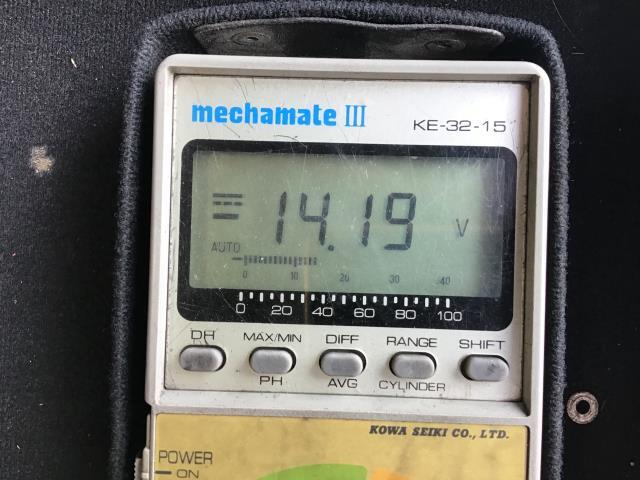 mechamate III
KE-32-15
14.19 V
AUTO
0 10 20 30 40
0 20 40 60 80 100
DH MAX/MIN DIFF RANGE SHIFT
PH AVG CYLINDER
KOWA SEIKI CO., LTD.
POWER
ON